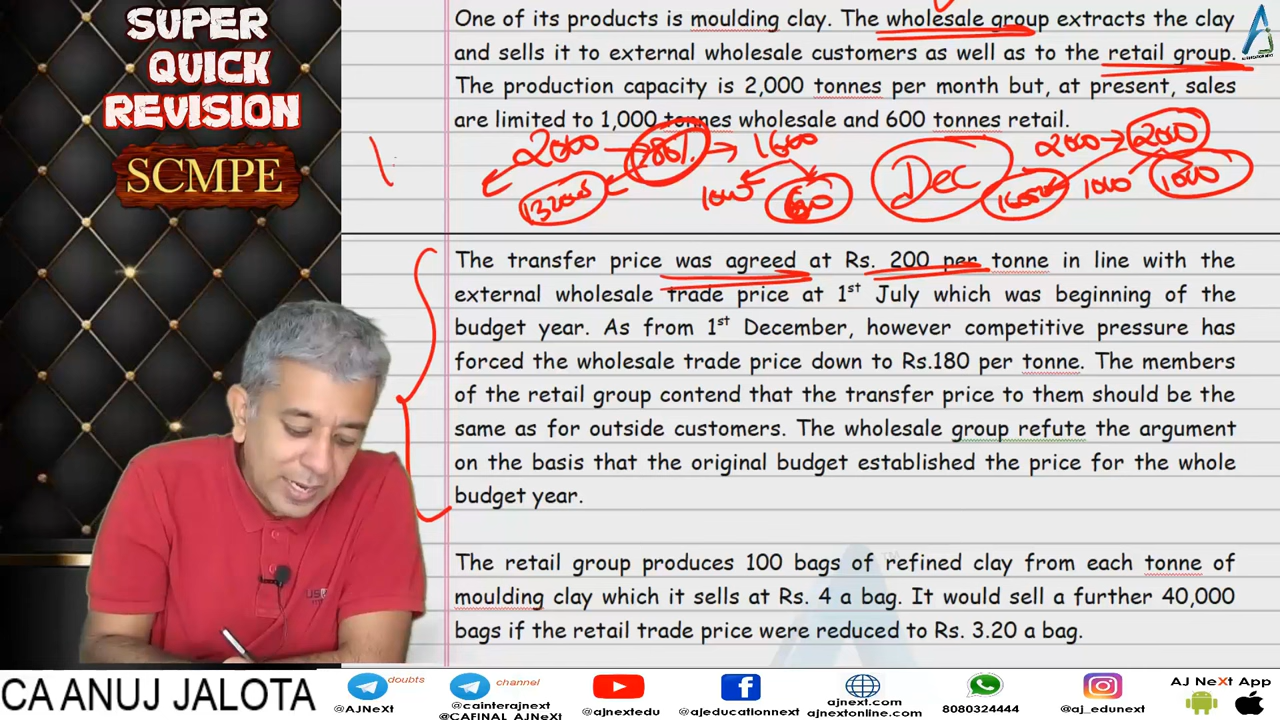 SUPER
QUICK
REVISION
SCMPE
One of its products is moulding clay. The wholesale group extracts the clay
and sells it to external wholesale customers as well as to the retail group.
The production capacity is 2,000 tonnes per month but, at present, sales
are limited to 1,000 tonnes wholesale and 600 tonnes retail.
2000 → 80% → 1600
1000
Dec
2000 → 2000
1000 1000
The transfer price was agreed at Rs. 200 per tonne in line with the
external wholesale trade price at 1st July which was beginning of the
budget year. As from 1st December, however competitive pressure has
forced the wholesale trade price down to Rs.180 per tonne. The members
of the retail group contend that the transfer price to them should be the
same as for outside customers. The wholesale group refute the argument
on the basis that the original budget established the price for the whole
budget year.
The retail group produces 100 bags of refined clay from each tonne of
moulding clay which it sells at Rs. 4 a bag. It would sell a further 40,000
bags if the retail trade price were reduced to Rs. 3.20 a bag.
CA ANUJ JALOTA
doubts
@AJNeXt
channel
@cainterajnext
@CAFINAL_AJNeXt
@ajnextedu
@ajeducationnext
ajnext.com
ajnextonline.com
8080324444
@aj_edunext
AJ NeXt App